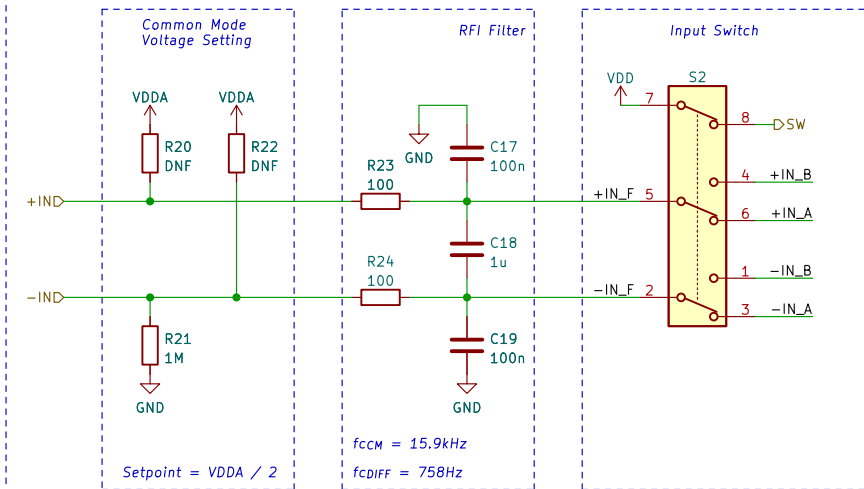 Common Mode
Voltage Setting
RFI Filter
Input Switch
VDDA
VDDA
VDD
S2
7
8
SW
R20
DNF
R22
DNF
GND
C17
100n
R23
100
4
+IN_B
+IN
+IN_F
5
6
+IN_A
C18
1u
R24
100
1
-IN_B
-IN
-IN_F
2
3
-IN_A
R21
1M
C19
100n
GND
GND
fcCM = 15.9kHz
Setpoint = VDDA / 2
fcDIFF = 758Hz